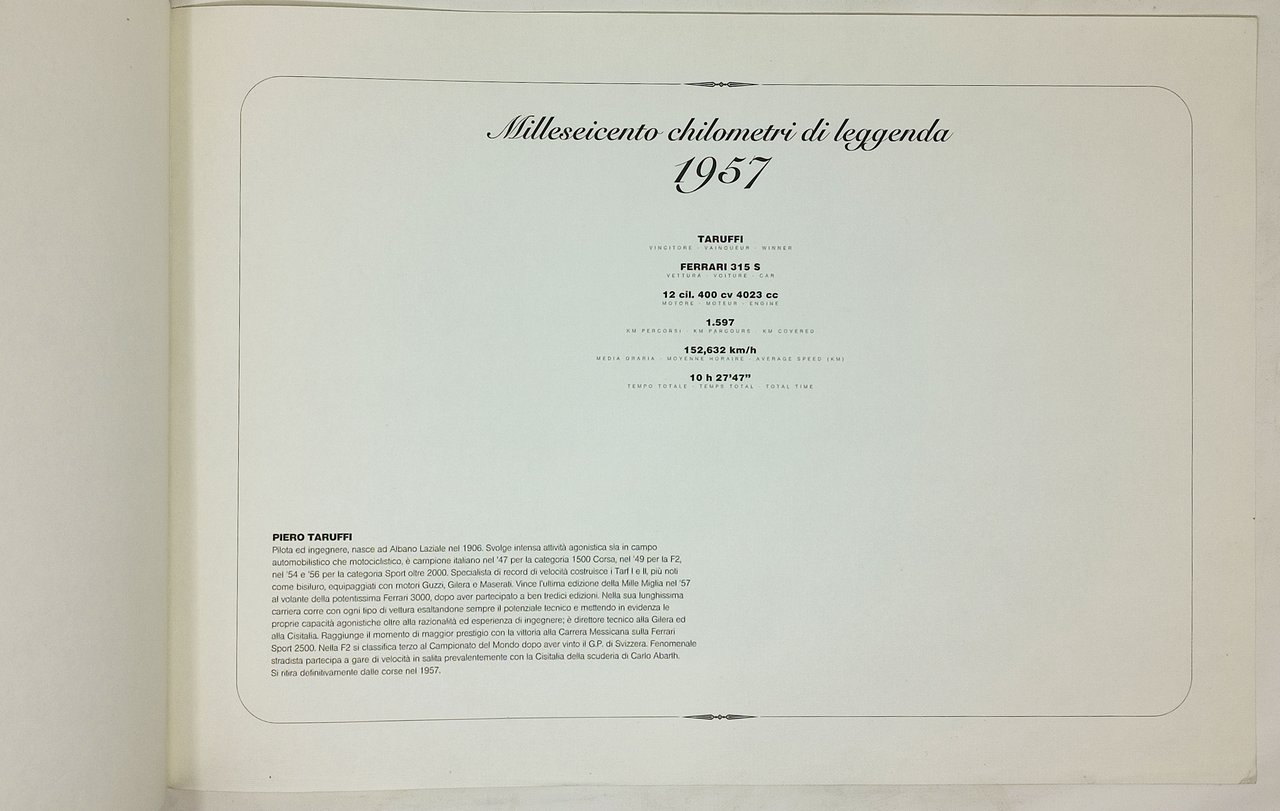 Milleseicento chilometri di leggenda
1957
TARUFFI
VINCITORE - VAINQUEUR - WINNER
FERRARI 315 S
VETTURA - VOITURE - CAR
12 cil. 400 cv 4023 cc
MOTORE - MOTEUR - ENGINE
1.597
KM PERCORSI - KM PARCOURS - KM COVERED
152,632 km/h
MEDIA ORARIA - MOYENNE HORAIRE - AVERAGE SPEED (KM)
10 h 27'47"
TEMPO TOTALE - TEMPS TOTAL - TOTAL TIME
PIERO TARUFFI
Pilota ed ingegnere, nasce ad Albano Laziale nel 1906. Svolge intensa attività agonistica sia in campo
automobilistico che motociclistico, è campione italiano nel '47 per la categoria 1500 Corsa, nel '49 per la F2,
nel '54 e '56 per la categoria Sport oltre 2000. Specialista di record di velocità costruisce i Tarf I e II, più noti
come bisiluro, equipaggiati con motori Guzzi, Gilera e Maserati. Vince l'ultima edizione della Mille Miglia nel '57
al volante della potentissima Ferrari 3000, dopo aver partecipato a ben tredici edizioni. Nella sua lunghissima
carriera corre con ogni tipo di vettura esaltandone sempre il potenziale tecnico e mettendo in evidenza le
proprie capacità agonistiche oltre alla razionalità ed esperienza di ingegnere; è direttore tecnico alla Gilera ed
alla Cisitalia. Raggiunge il momento di maggior prestigio con la vittoria alla Carrera Messicana sulla Ferrari
Sport 2500. Nella F2 si classifica terzo al Campionato del Mondo dopo aver vinto il G.P. di Svizzera. Fenomenale
stradista partecipa a gare di velocità in salita prevalentemente con la Cisitalia della scuderia di Carlo Abarth.
Si ritira definitivamente dalle corse nel 1957.